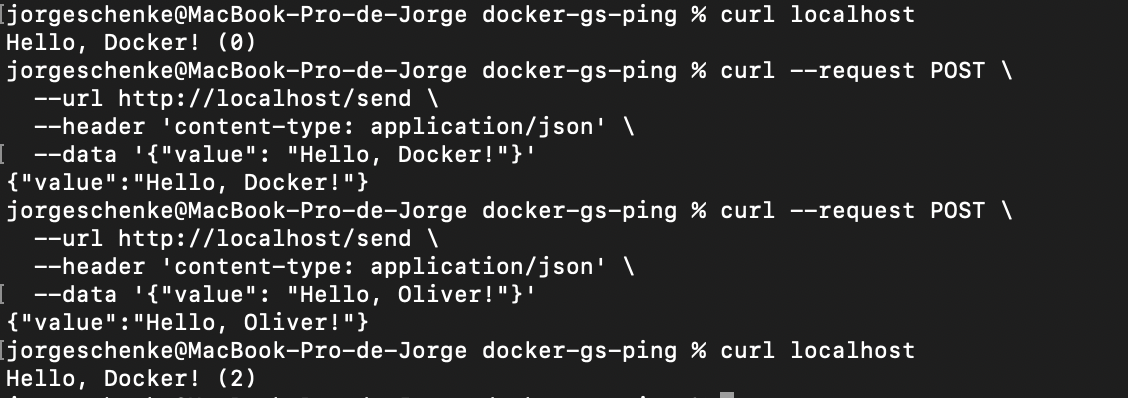 [jorgeschenke@MacBook-Pro-de-Jorge docker-gs-ping % curl localhost
Hello, Docker! (0)
jorgeschenke@MacBook-Pro-de-Jorge docker-gs-ping % curl --request POST \
  --url http://localhost/send \
  --header 'content-type: application/json' \
[  --data '{"value": "Hello, Docker!"}'
{"value":"Hello, Docker!"}
jorgeschenke@MacBook-Pro-de-Jorge docker-gs-ping % curl --request POST \
  --url http://localhost/send \
  --header 'content-type: application/json' \
[  --data '{"value": "Hello, Oliver!"}'
{"value":"Hello, Oliver!"}
[jorgeschenke@MacBook-Pro-de-Jorge docker-gs-ping % curl localhost
Hello, Docker! (2)